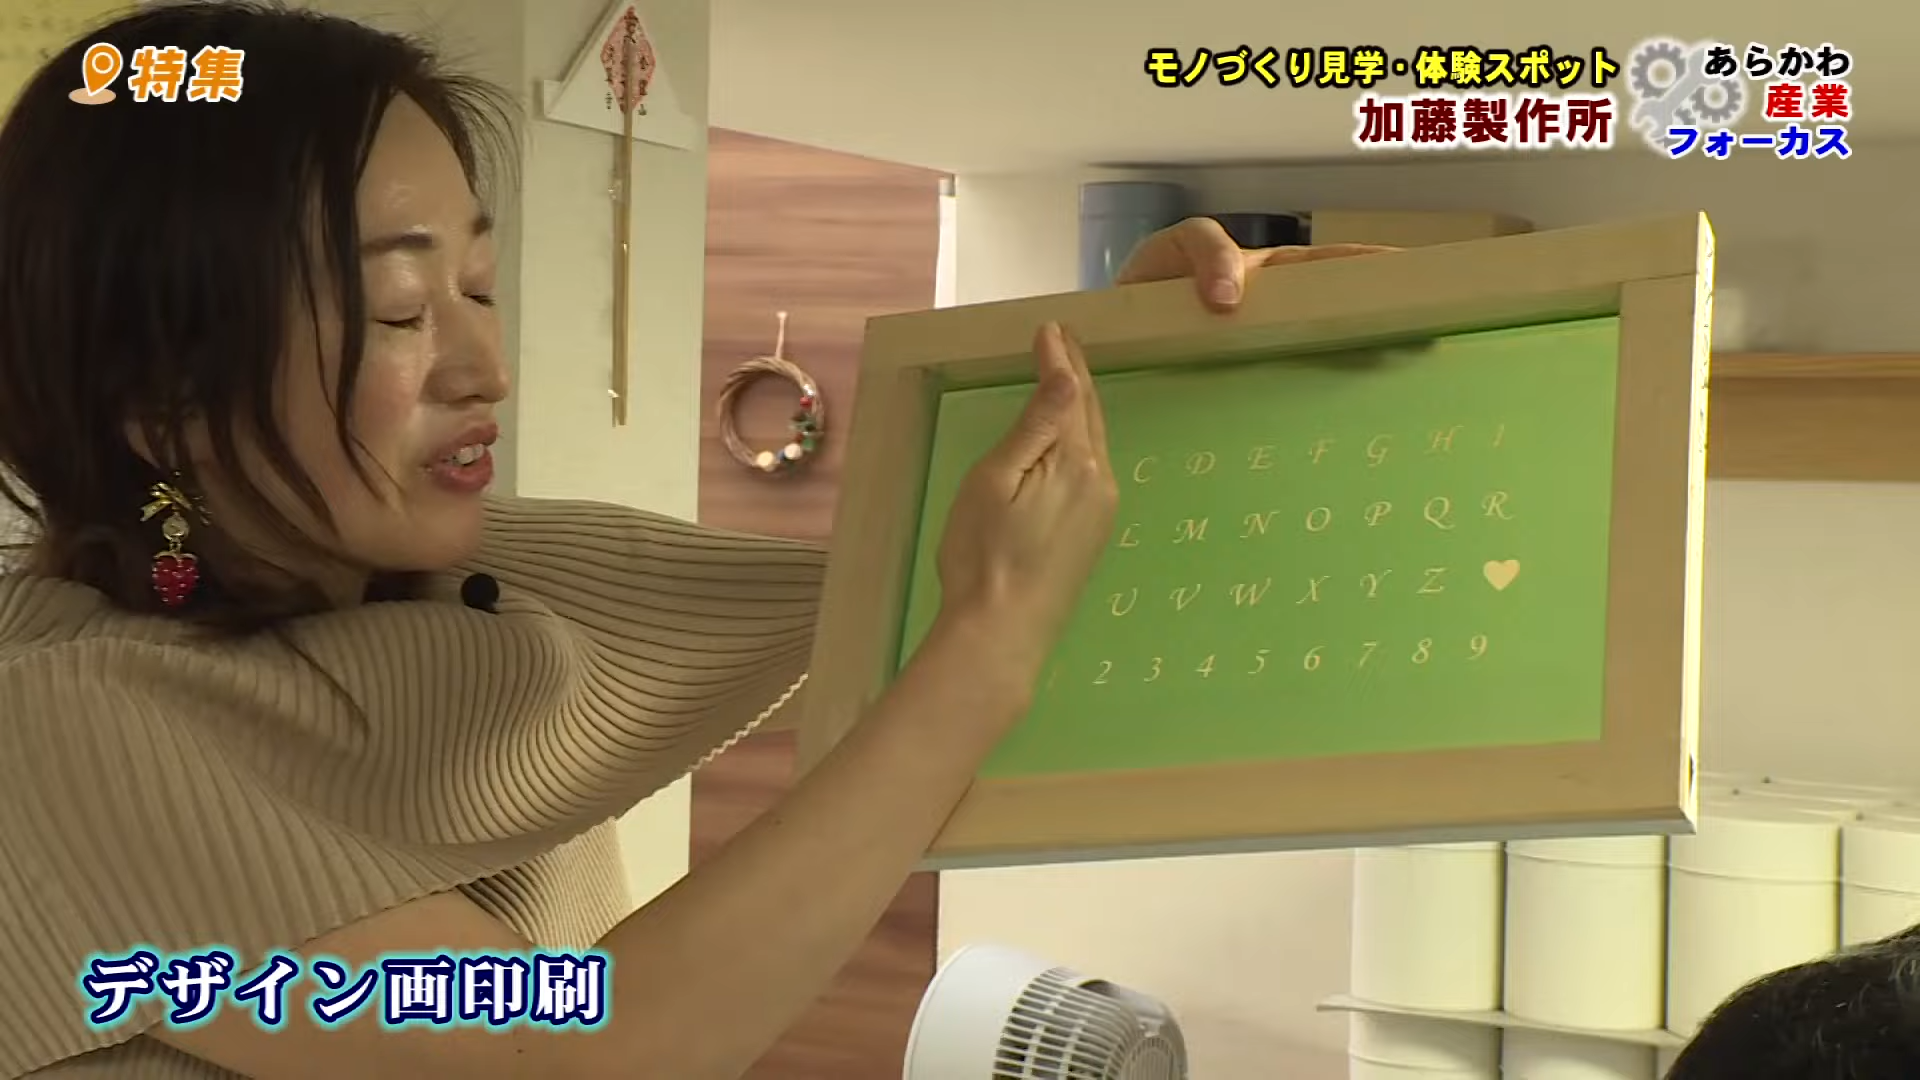 特集
モノづくり見学・体験スポット
加藤製作所
あらかわ
産業
フォーカス
C D E F G H I
L M N O P Q R
U V W X Y Z ♥
1 2 3 4 5 6 7 8 9
デザイン画印刷